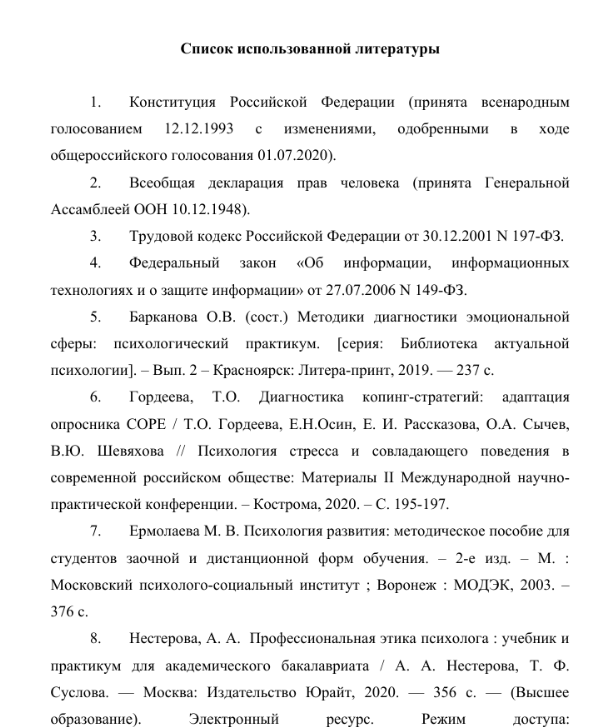 Список использованной литературы
1. Конституция Российской Федерации (принята всенародным
голосованием 12.12.1993 с изменениями, одобренными в ходе
общероссийского голосования 01.07.2020).
2. Всеобщая декларация прав человека (принята Генеральной
Ассамблеей ООН 10.12.1948).
3. Трудовой кодекс Российской Федерации от 30.12.2001 N 197-ФЗ.
4. Федеральный закон «Об информации, информационных
технологиях и о защите информации» от 27.07.2006 N 149-ФЗ.
5. Барканова О.В. (сост.) Методики диагностики эмоциональной
сферы: психологический практикум. [серия: Библиотека актуальной
психологии]. – Вып. 2 – Красноярск: Литера-принт, 2019. — 237 с.
6. Гордеева, Т.О. Диагностика копинг-стратегий: адаптация
опросника COPE / Т.О. Гордеева, Е.Н.Осин, Е. И. Рассказова, О.А. Сычев,
В.Ю. Шевяхова // Психология стресса и совладающего поведения в
современной российском обществе: Материалы II Международной научно-
практической конференции. – Кострома, 2020. – С. 195-197.
7. Ермолаева М. В. Психология развития: методическое пособие для
студентов заочной и дистанционной форм обучения. – 2-е изд. – М. :
Московский психолого-социальный институт ; Воронеж : МОДЭК, 2003. –
376 с.
8. Нестерова, А. А. Профессиональная этика психолога : учебник и
практикум для академического бакалавриата / А. А. Нестерова, Т. Ф.
Суслова. — Москва: Издательство Юрайт, 2020. — 356 с. — (Высшее
образование). Электронный ресурс. Режим доступа: